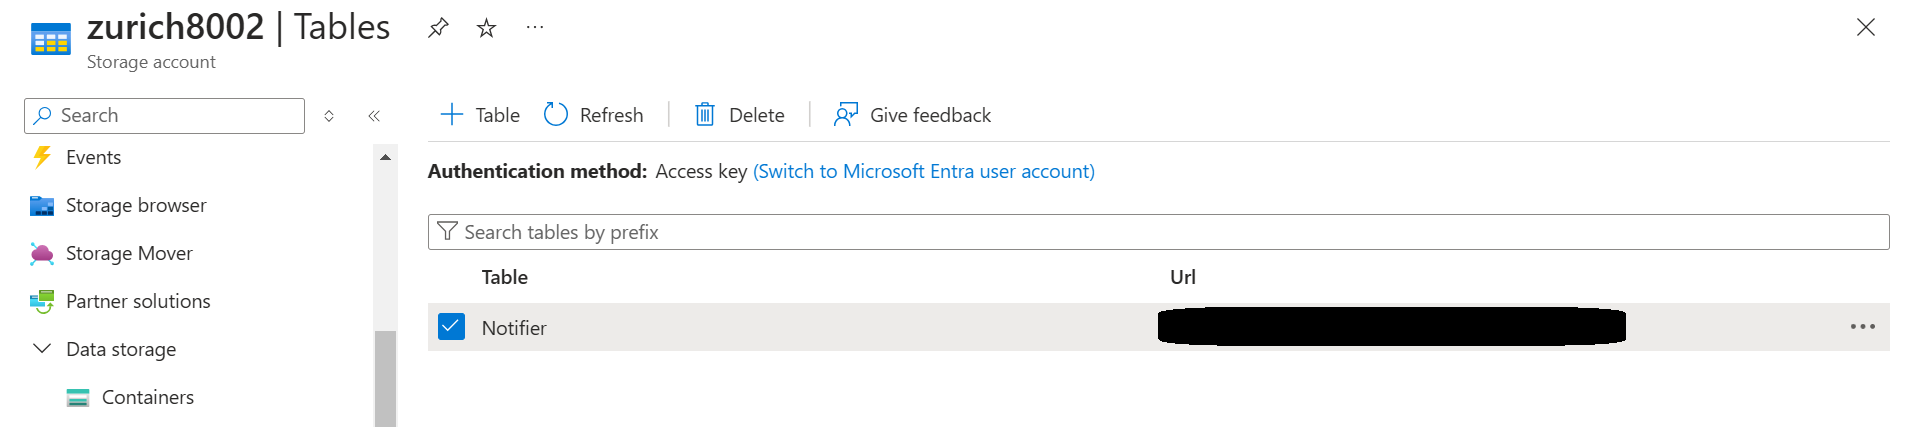 zurich8002 | Tables
Storage account
Search
Events
Storage browser
Storage Mover
Partner solutions
Data storage
Containers
Table
Refresh
Delete
Give feedback
Authentication method: Access key (Switch to Microsoft Entra user account)
Search tables by prefix
Table Url
Notifier